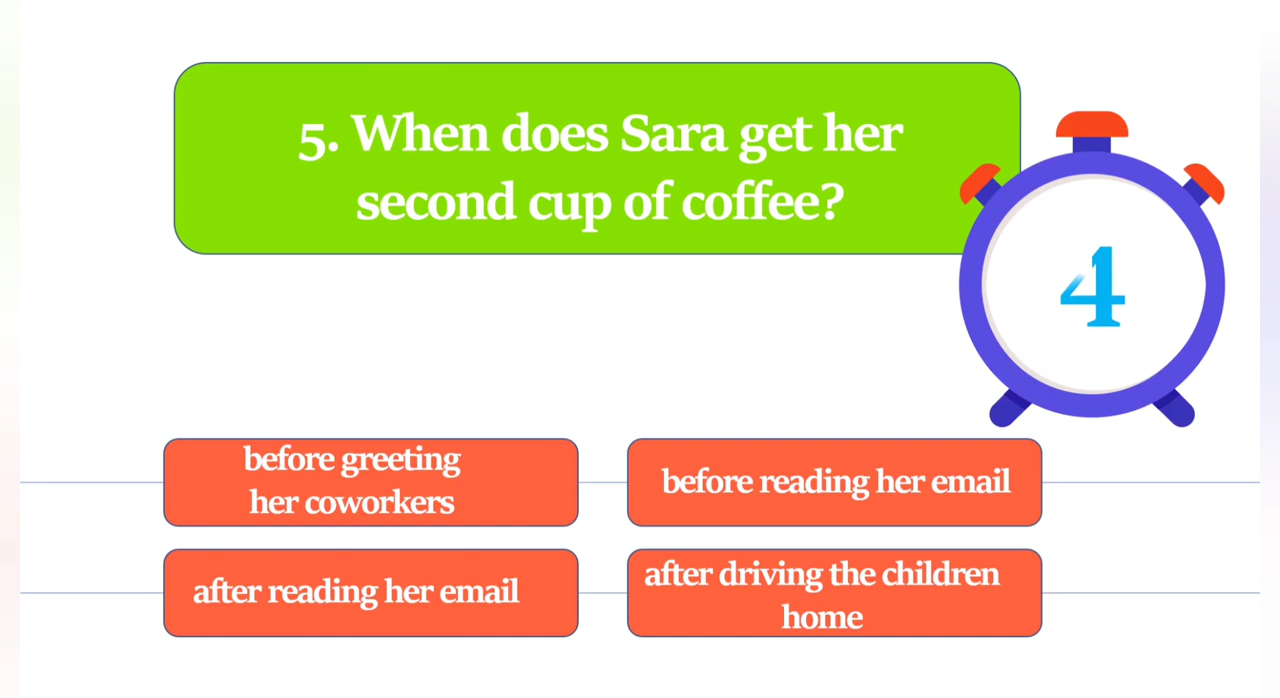 5. When does Sara get her
second cup of coffee?
4
before greeting
her coworkers
before reading her email
after reading her email
after driving the children
home